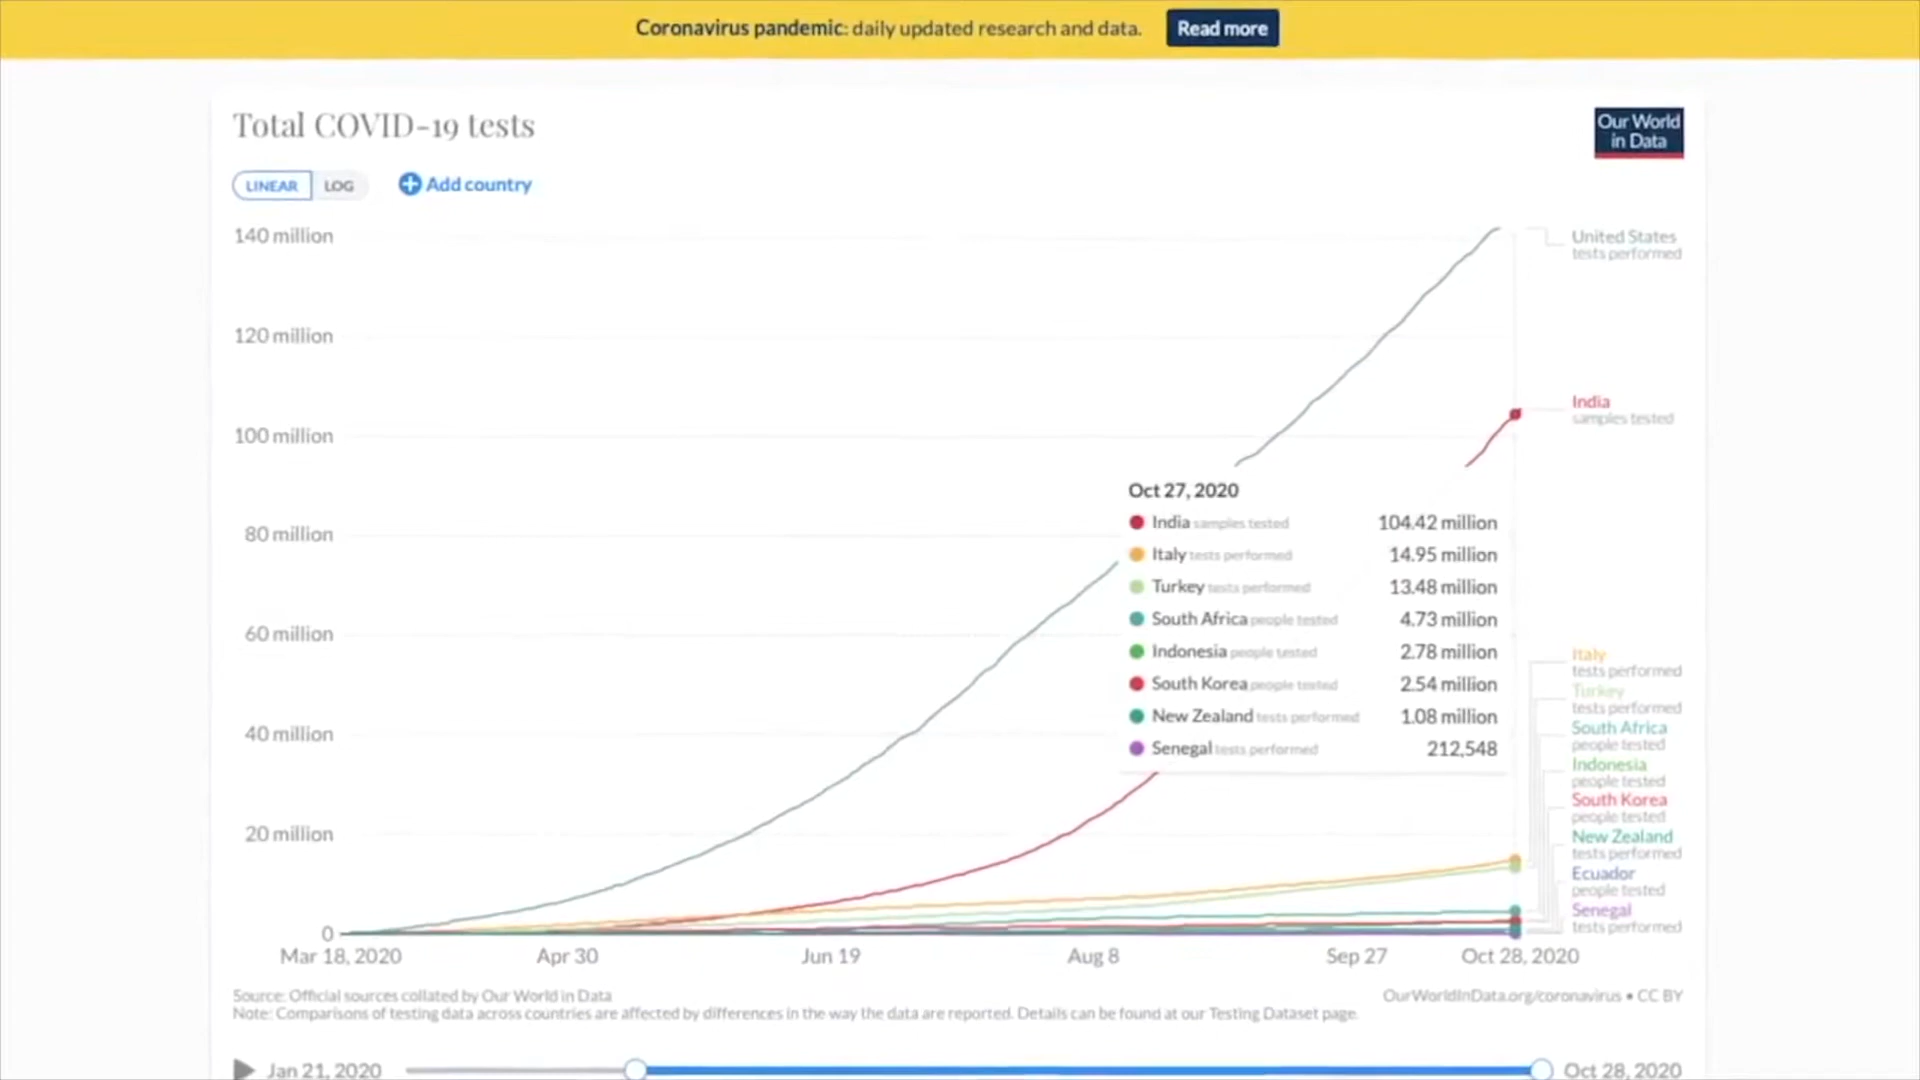 Coronavirus pandemic: daily updated research and data. Read more
Total COVID-19 tests
Our World
in Data
LINEAR LOG Add country
140 million
120 million
100 million
80 million
60 million
40 million
20 million
0
United States
tests performed
India
samples tested
Oct 27, 2020
India samples tested 104.42 million
Italy tests performed 14.95 million
Turkey tests performed 13.48 million
South Africa people tested 4.73 million
Indonesia people tested 2.78 million
South Korea people tested 2.54 million
New Zealand tests performed 1.08 million
Senegal tests performed 212,548
Italy
tests performed
Turkey
tests performed
South Africa
people tested
Indonesia
people tested
South Korea
people tested
New Zealand
tests performed
Ecuador
people tested
Senegal
tests performed
Mar 18, 2020 Apr 30 Jun 19 Aug 8 Sep 27 Oct 28, 2020
Source: Official sources collated by Our World in Data
OurWorldInData.org/coronavirus • CC BY
Note: Comparisons of testing data across countries are affected by differences in the way the data are reported. Details can be found at our Testing Dataset page.
Jan 21, 2020 Oct 28, 2020